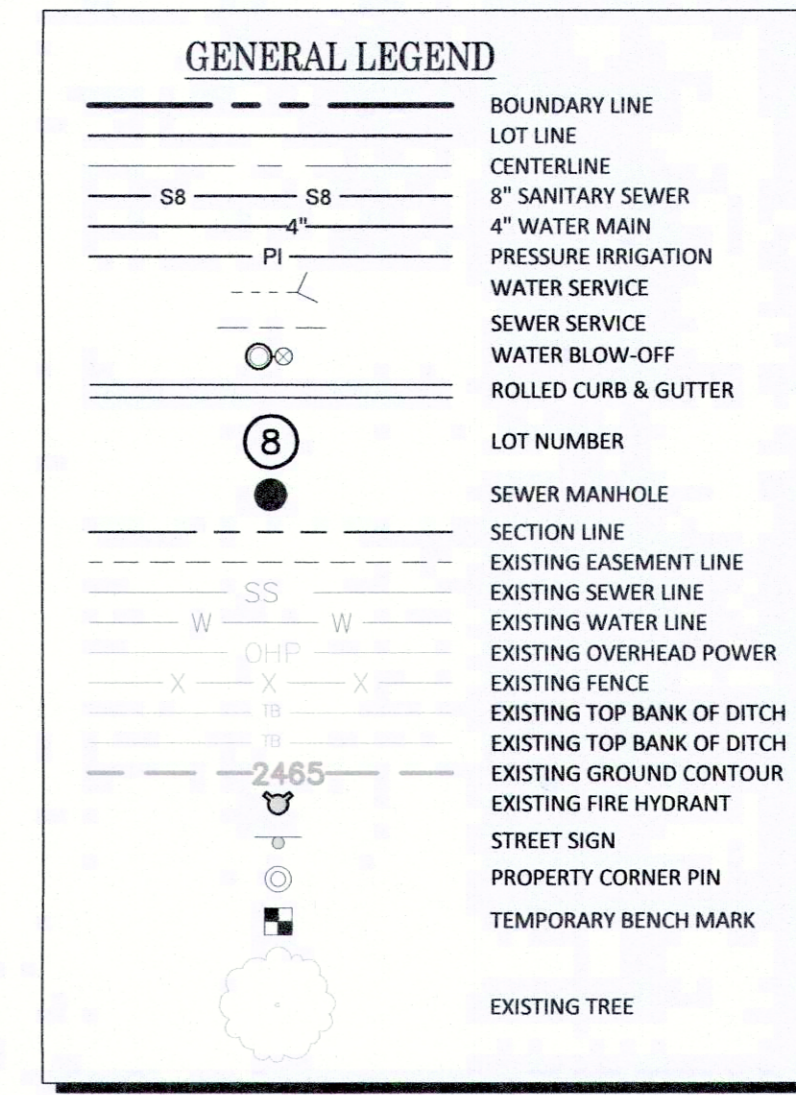 GENERAL LEGEND
BOUNDARY LINE
LOT LINE
CENTERLINE
S8 S8 8" SANITARY SEWER
4" 4" WATER MAIN
PI PRESSURE IRRIGATION
WATER SERVICE
SEWER SERVICE
WATER BLOW-OFF
ROLLED CURB & GUTTER
8 LOT NUMBER
SEWER MANHOLE
SECTION LINE
EXISTING EASEMENT LINE
SS EXISTING SEWER LINE
W W EXISTING WATER LINE
OHP EXISTING OVERHEAD POWER
X X X EXISTING FENCE
TB EXISTING TOP BANK OF DITCH
TB EXISTING TOP BANK OF DITCH
2465 EXISTING GROUND CONTOUR
EXISTING FIRE HYDRANT
STREET SIGN
PROPERTY CORNER PIN
TEMPORARY BENCH MARK
EXISTING TREE